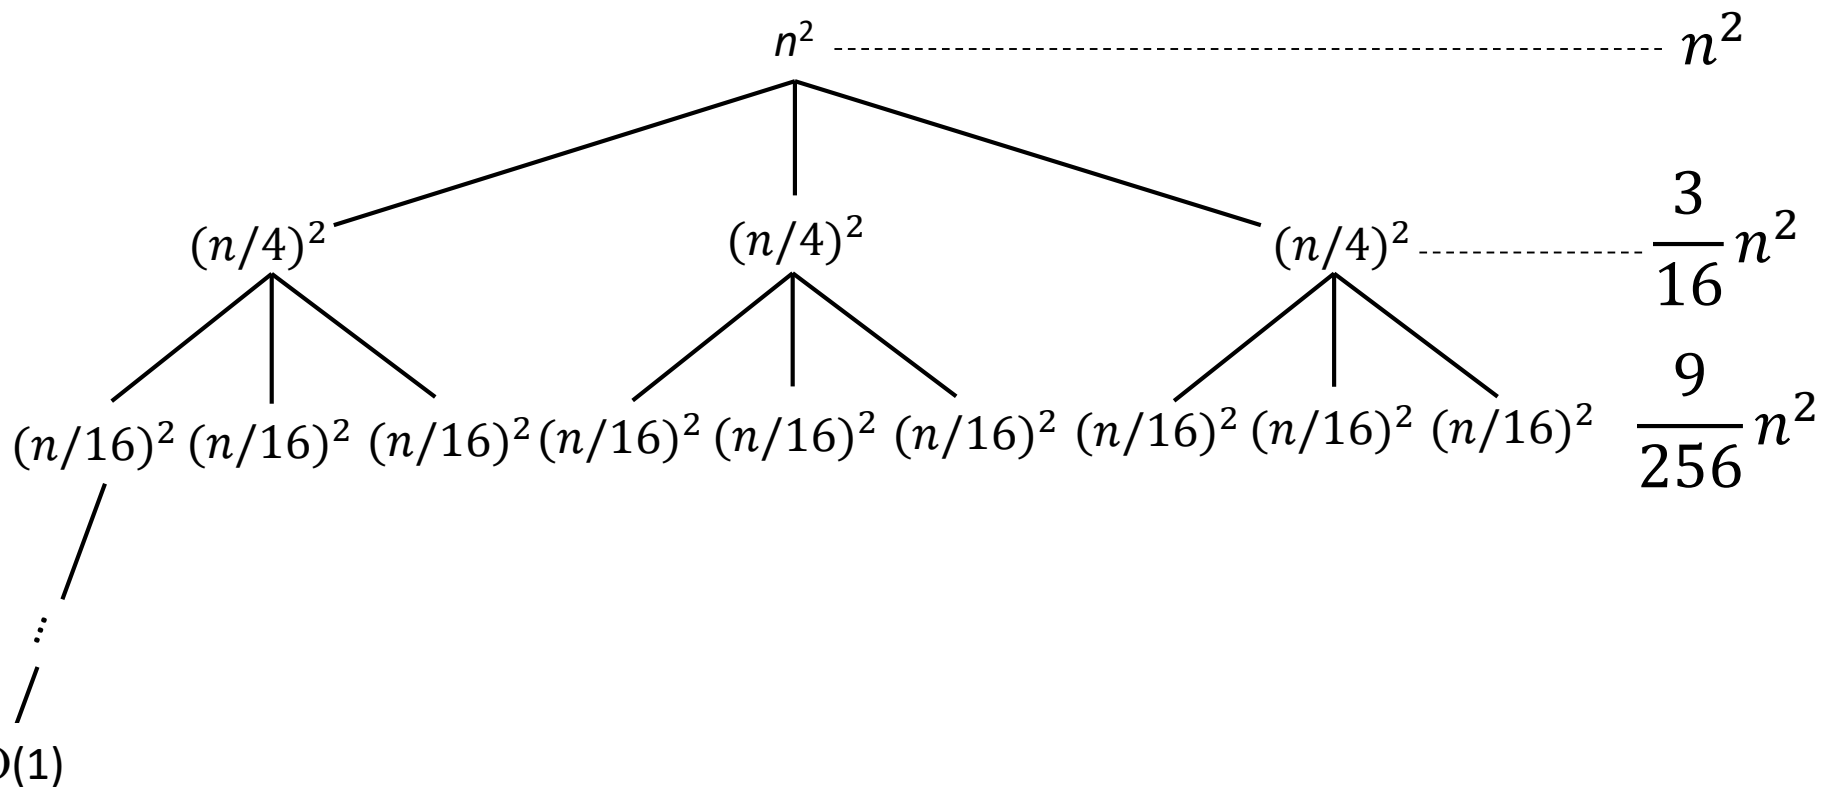 n² n²
(n/4)² (n/4)² (n/4)² 3/16 n²
(n/16)² (n/16)² (n/16)² (n/16)² (n/16)² (n/16)² (n/16)² (n/16)² (n/16)² 9/256 n²
⋮
(1)